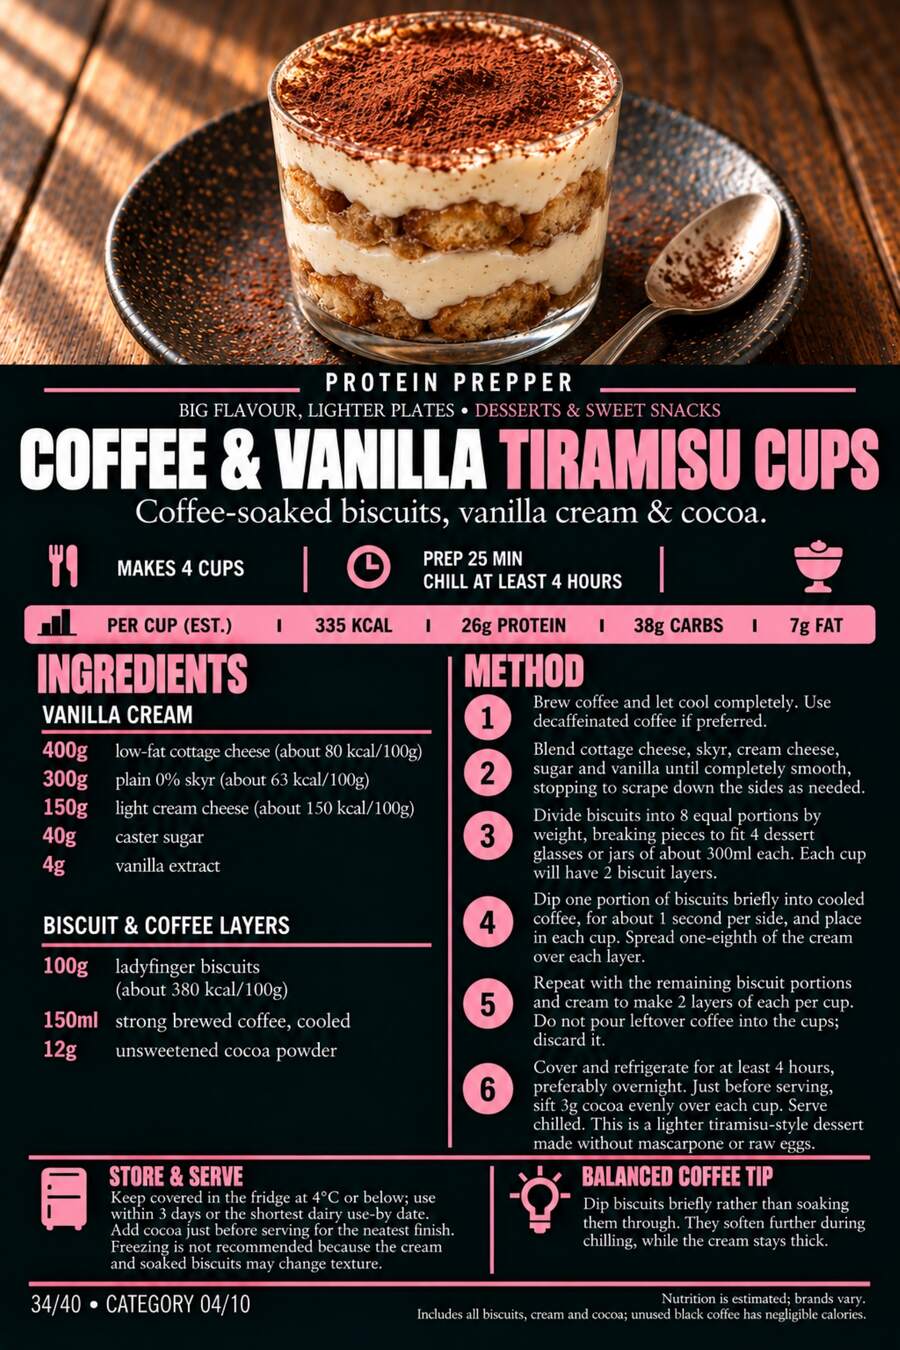 PROTEIN PREPPER
BIG FLAVOUR, LIGHTER PLATES • DESSERTS & SWEET SNACKS
COFFEE & VANILLA TIRAMISU CUPS
Coffee-soaked biscuits, vanilla cream & cocoa.
MAKES 4 CUPS
PREP 25 MIN
CHILL AT LEAST 4 HOURS
PER CUP (EST.) | 335 KCAL | 26g PROTEIN | 38g CARBS | 7g FAT
INGREDIENTS
VANILLA CREAM
400g low-fat cottage cheese (about 80 kcal/100g)
300g plain 0% skyr (about 63 kcal/100g)
150g light cream cheese (about 150 kcal/100g)
40g caster sugar
4g vanilla extract
BISCUIT & COFFEE LAYERS
100g ladyfinger biscuits
(about 380 kcal/100g)
150ml strong brewed coffee, cooled
12g unsweetened cocoa powder
METHOD
1 Brew coffee and let cool completely. Use
decaffeinated coffee if preferred.
2 Blend cottage cheese, skyr, cream cheese,
sugar and vanilla until completely smooth,
stopping to scrape down the sides as needed.
3 Divide biscuits into 8 equal portions by
weight, breaking pieces to fit 4 dessert
glasses or jars of about 300ml each. Each cup
will have 2 biscuit layers.
4 Dip one portion of biscuits briefly into cooled
coffee, for about 1 second per side, and place
in each cup. Spread one-eighth of the cream
over each layer.
5 Repeat with the remaining biscuit portions
and cream to make 2 layers of each per cup.
Do not pour leftover coffee into the cups;
discard it.
6 Cover and refrigerate for at least 4 hours,
preferably overnight. Just before serving,
sift 3g cocoa evenly over each cup. Serve
chilled. This is a lighter tiramisu-style dessert
made without mascarpone or raw eggs.
STORE & SERVE
Keep covered in the fridge at 4°C or below; use
within 3 days or the shortest dairy use-by date.
Add cocoa just before serving for the neatest finish.
Freezing is not recommended because the cream
and soaked biscuits may change texture.
BALANCED COFFEE TIP
Dip biscuits briefly rather than soaking
them through. They soften further during
chilling, while the cream stays thick.
34/40 • CATEGORY 04/10
Nutrition is estimated; brands vary.
Includes all biscuits, cream and cocoa; unused black coffee has negligible calories.